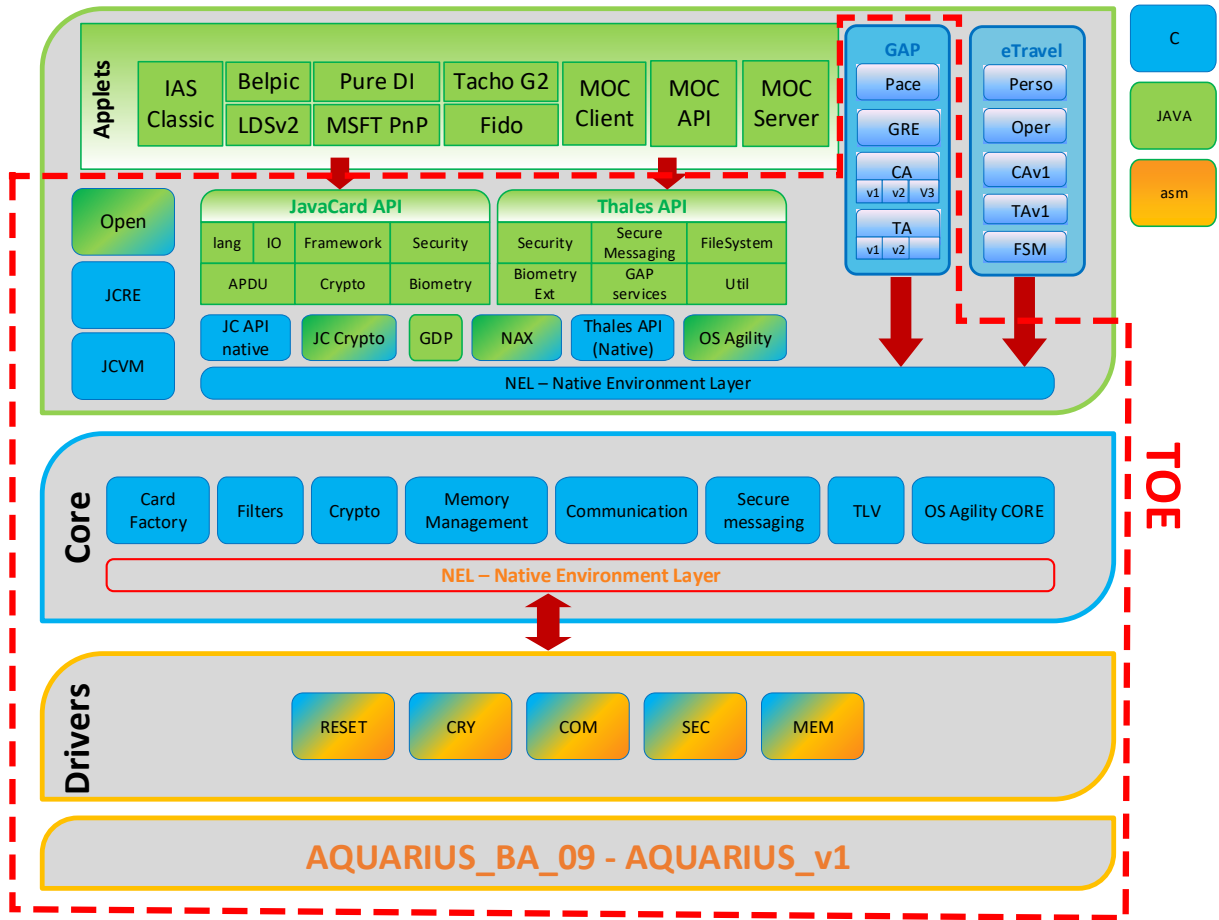 Applets
IAS
Classic
Belpic
LDSv2
Pure DI
MSFT PnP
Tacho G2
Fido
MOC
Client
MOC
API
MOC
Server
GAP
Pace
GRE
CA
v1 v2 V3
TA
v1 v2
eTravel
Perso
Oper
CAv1
TAv1
FSM
C
JAVA
asm
Open
JCRE
JCVM
JavaCard API
lang IO Framework Security
APDU Crypto Biometry
Thales API
Security
Secure
Messaging
FileSystem
Biometry
Ext
GAP
services
Util
JC API
native
JC Crypto
GDP
NAX
Thales API
(Native)
OS Agility
NEL – Native Environment Layer
TOE
Core
Card
Factory
Filters
Crypto
Memory
Management
Communication
Secure
messaging
TLV
OS Agility CORE
NEL – Native Environment Layer
Drivers
RESET
CRY
COM
SEC
MEM
AQUARIUS_BA_09 - AQUARIUS_v1